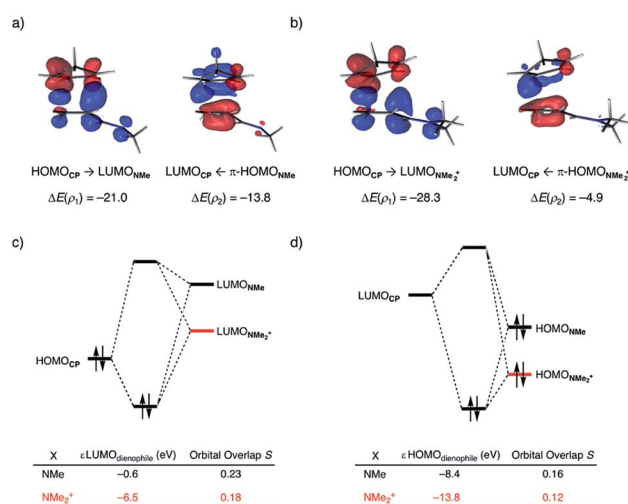 a)
b)
HOMO_CP → LUMO_NMe
LUMO_CP ← π-HOMO_NMe
HOMO_CP → LUMO_NMe₂⁺
LUMO_CP ← π-HOMO_NMe₂⁺
ΔE(ρ₁) = −21.0
ΔE(ρ₂) = −13.8
ΔE(ρ₁) = −28.3
ΔE(ρ₂) = −4.9
c)
d)
LUMO_NMe
LUMO_NMe₂⁺
HOMO_CP
LUMO_CP
HOMO_NMe
HOMO_NMe₂⁺
X εLUMO_dienophile (eV) Orbital Overlap S
NMe −0.6 0.23
NMe₂⁺ −6.5 0.18
X εHOMO_dienophile (eV) Orbital Overlap S
NMe −8.4 0.16
NMe₂⁺ −13.8 0.12